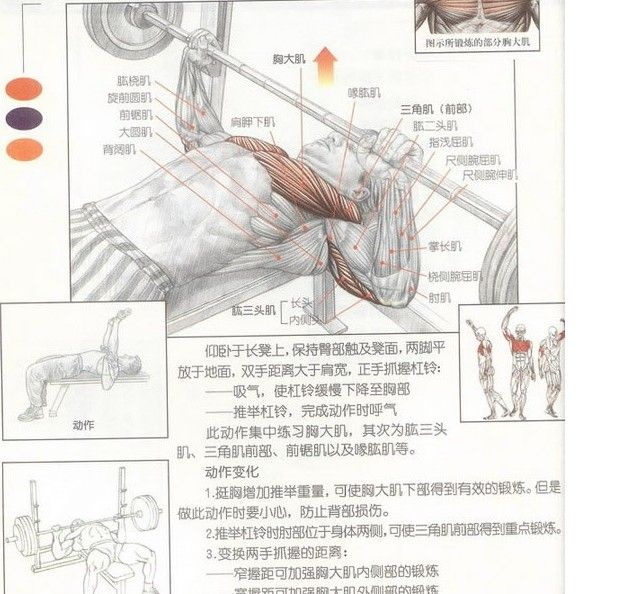 图示所锻炼的部分胸大肌
胸大肌
肱桡肌
旋前圆肌
前锯肌
大圆肌
背阔肌
肩胛下肌
喙肱肌
三角肌（前部）
肱二头肌
指浅屈肌
尺侧腕屈肌
尺侧腕伸肌
掌长肌
桡侧腕屈肌
肘肌
肱三头肌
长头
内侧头
动作
仰卧于长凳上，保持臀部触及凳面，两脚平
放于地面，双手距离大于肩宽，正手抓握杠铃：
——吸气，使杠铃缓慢下降至胸部
——推举杠铃，完成动作时呼气
此动作集中练习胸大肌，其次为肱三头
肌、三角肌前部、前锯肌以及喙肱肌等。
动作变化
1.挺胸增加推举重量，可使胸大肌下部得到有效的锻炼。但是
做此动作时要小心，防止背部损伤。
2.推举杠铃时肘部位于身体两侧，可使三角肌前部得到重点锻炼。
3.变换两手抓握的距离：
——窄握距可加强胸大肌内侧部的锻炼
——宽握距可加强胸大肌外侧部的锻炼